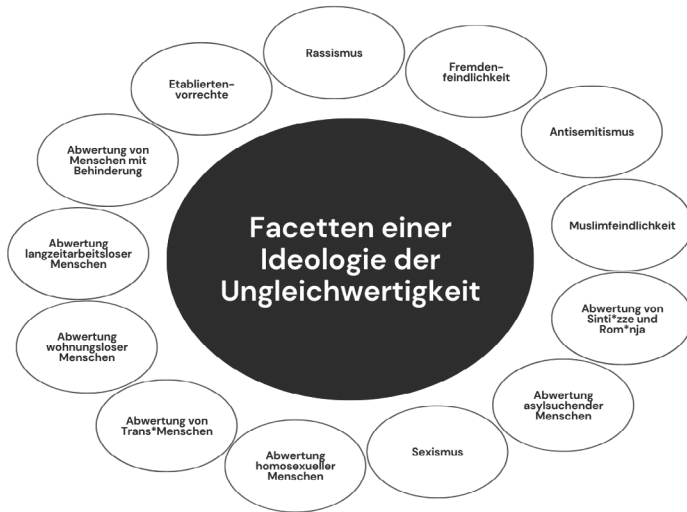 Facetten einer
Ideologie der
Ungleichwertigkeit
Rassismus
Fremden-
feindlichkeit
Antisemitismus
Muslimfeindlichkeit
Abwertung von
Sinti*zze und
Rom*nja
Abwertung
asylsuchender
Menschen
Sexismus
Abwertung
homosexueller
Menschen
Abwertung von
Trans*Menschen
Abwertung
wohnungsloser
Menschen
Abwertung
langzeitarbeitsloser
Menschen
Abwertung von
Menschen mit
Behinderung
Etablierten-
vorrechte